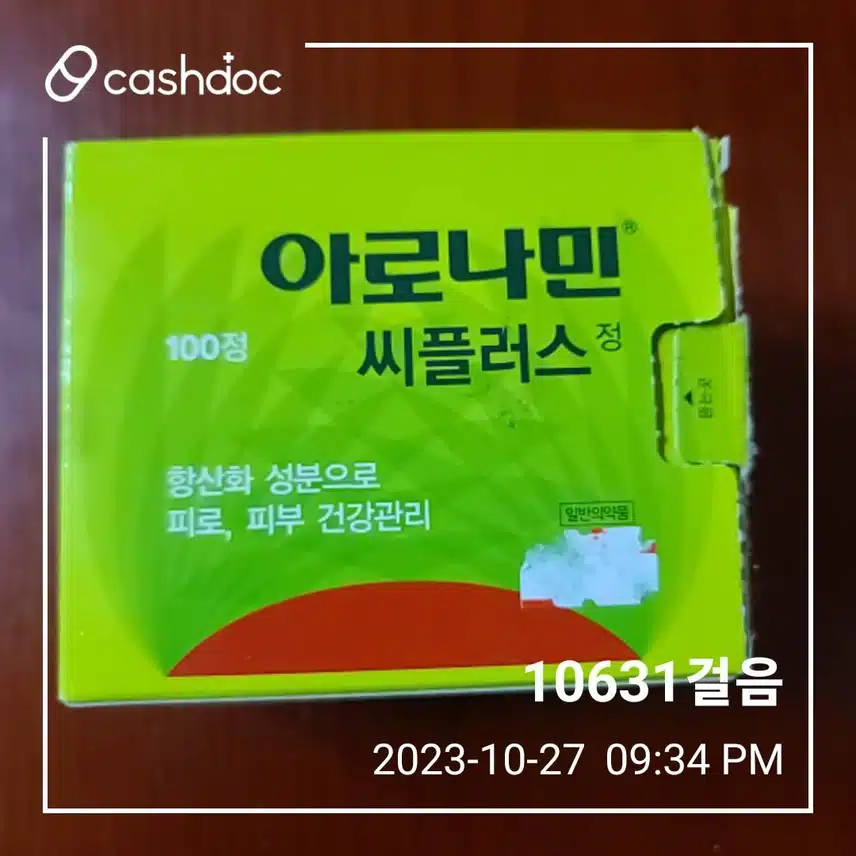 cashdoc
아로나민®
100정
씨플러스 정
항산화 성분으로
피로, 피부 건강관리
일반의약품
10631걸음
2023-10-27 09:34 PM